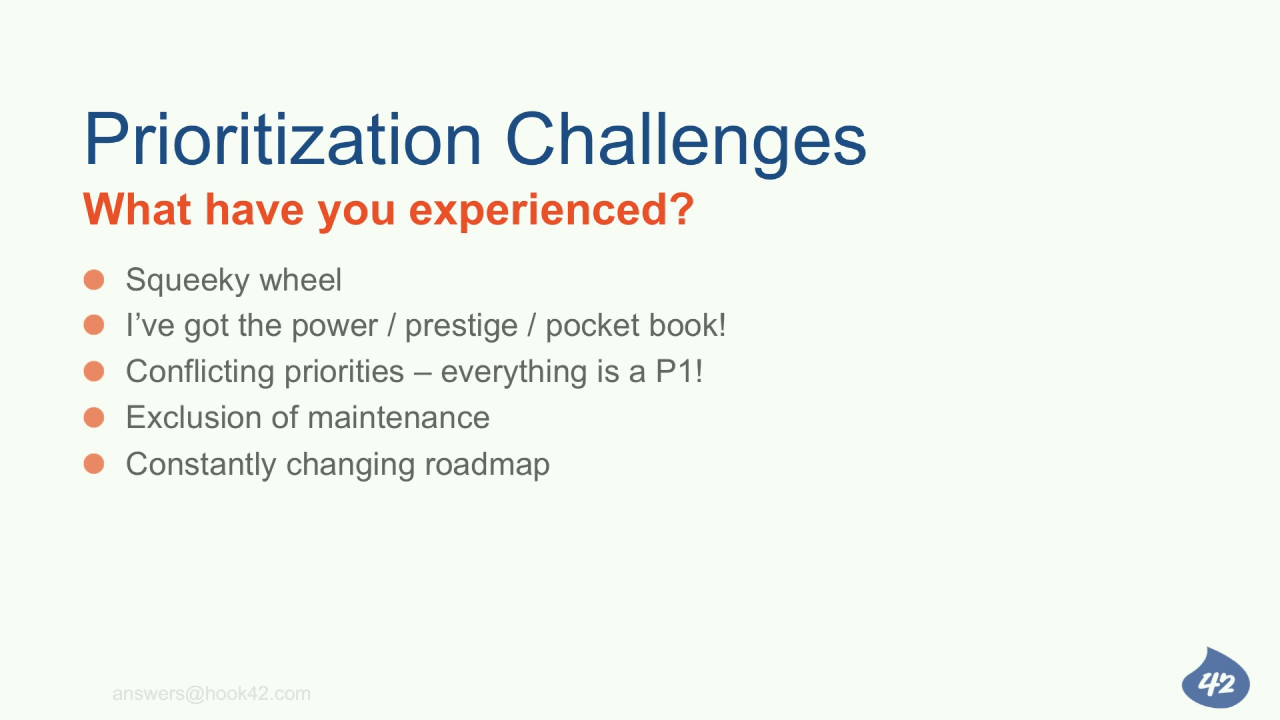 Prioritization Challenges
What have you experienced?
Squeeky wheel
I’ve got the power / prestige / pocket book!
Conflicting priorities – everything is a P1!
Exclusion of maintenance
Constantly changing roadmap
answers@hook42.com
42